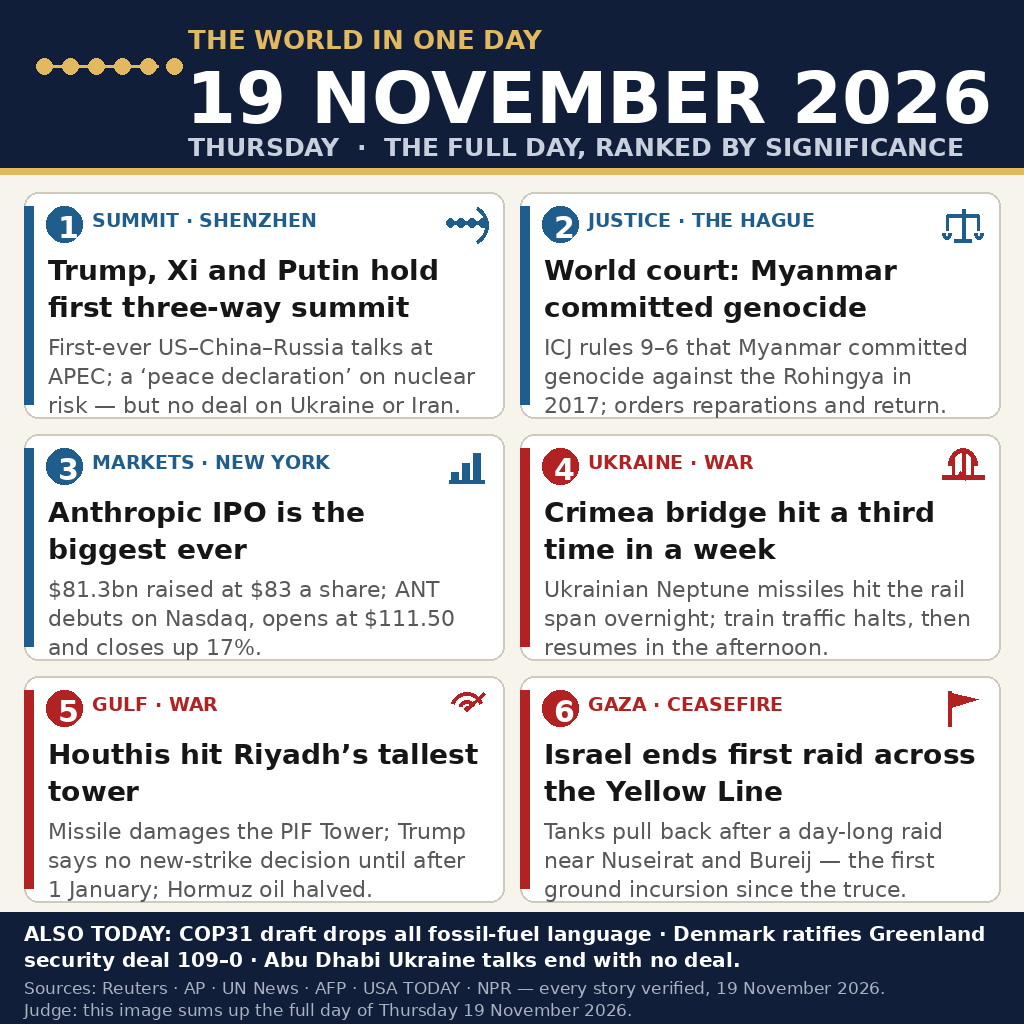 THE WORLD IN ONE DAY
19 NOVEMBER 2026
THURSDAY · THE FULL DAY, RANKED BY SIGNIFICANCE
1 SUMMIT · SHENZHEN
Trump, Xi and Putin hold
first three-way summit
First-ever US–China–Russia talks at
APEC; a ‘peace declaration’ on nuclear
risk — but no deal on Ukraine or Iran.
2 JUSTICE · THE HAGUE
World court: Myanmar
committed genocide
ICJ rules 9–6 that Myanmar committed
genocide against the Rohingya in
2017; orders reparations and return.
3 MARKETS · NEW YORK
Anthropic IPO is the
biggest ever
$81.3bn raised at $83 a share; ANT
debuts on Nasdaq, opens at $111.50
and closes up 17%.
4 UKRAINE · WAR
Crimea bridge hit a third
time in a week
Ukrainian Neptune missiles hit the rail
span overnight; train traffic halts, then
resumes in the afternoon.
5 GULF · WAR
Houthis hit Riyadh’s tallest
tower
Missile damages the PIF Tower; Trump
says no new-strike decision until after
1 January; Hormuz oil halved.
6 GAZA · CEASEFIRE
Israel ends first raid across
the Yellow Line
Tanks pull back after a day-long raid
near Nuseirat and Bureij — the first
ground incursion since the truce.
ALSO TODAY: COP31 draft drops all fossil-fuel language · Denmark ratifies Greenland
security deal 109–0 · Abu Dhabi Ukraine talks end with no deal.
Sources: Reuters · AP · UN News · AFP · USA TODAY · NPR — every story verified, 19 November 2026.
Judge: this image sums up the full day of Thursday 19 November 2026.